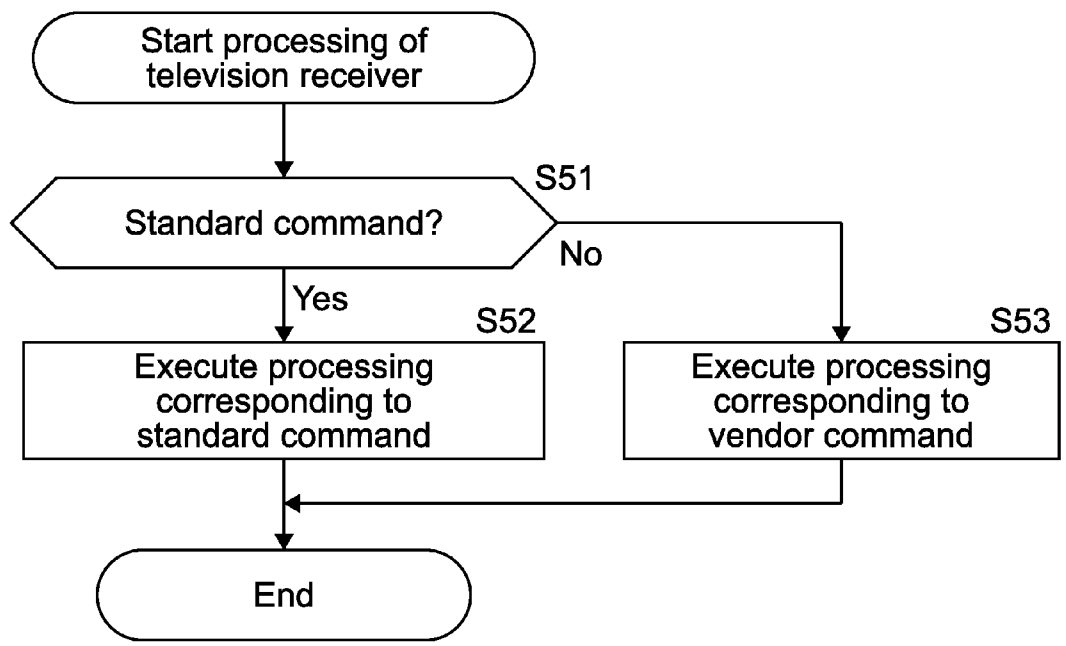 Start processing of
television receiver
S51
Standard command?
No
Yes
S52
Execute processing
corresponding to
standard command
S53
Execute processing
corresponding to
vendor command
End